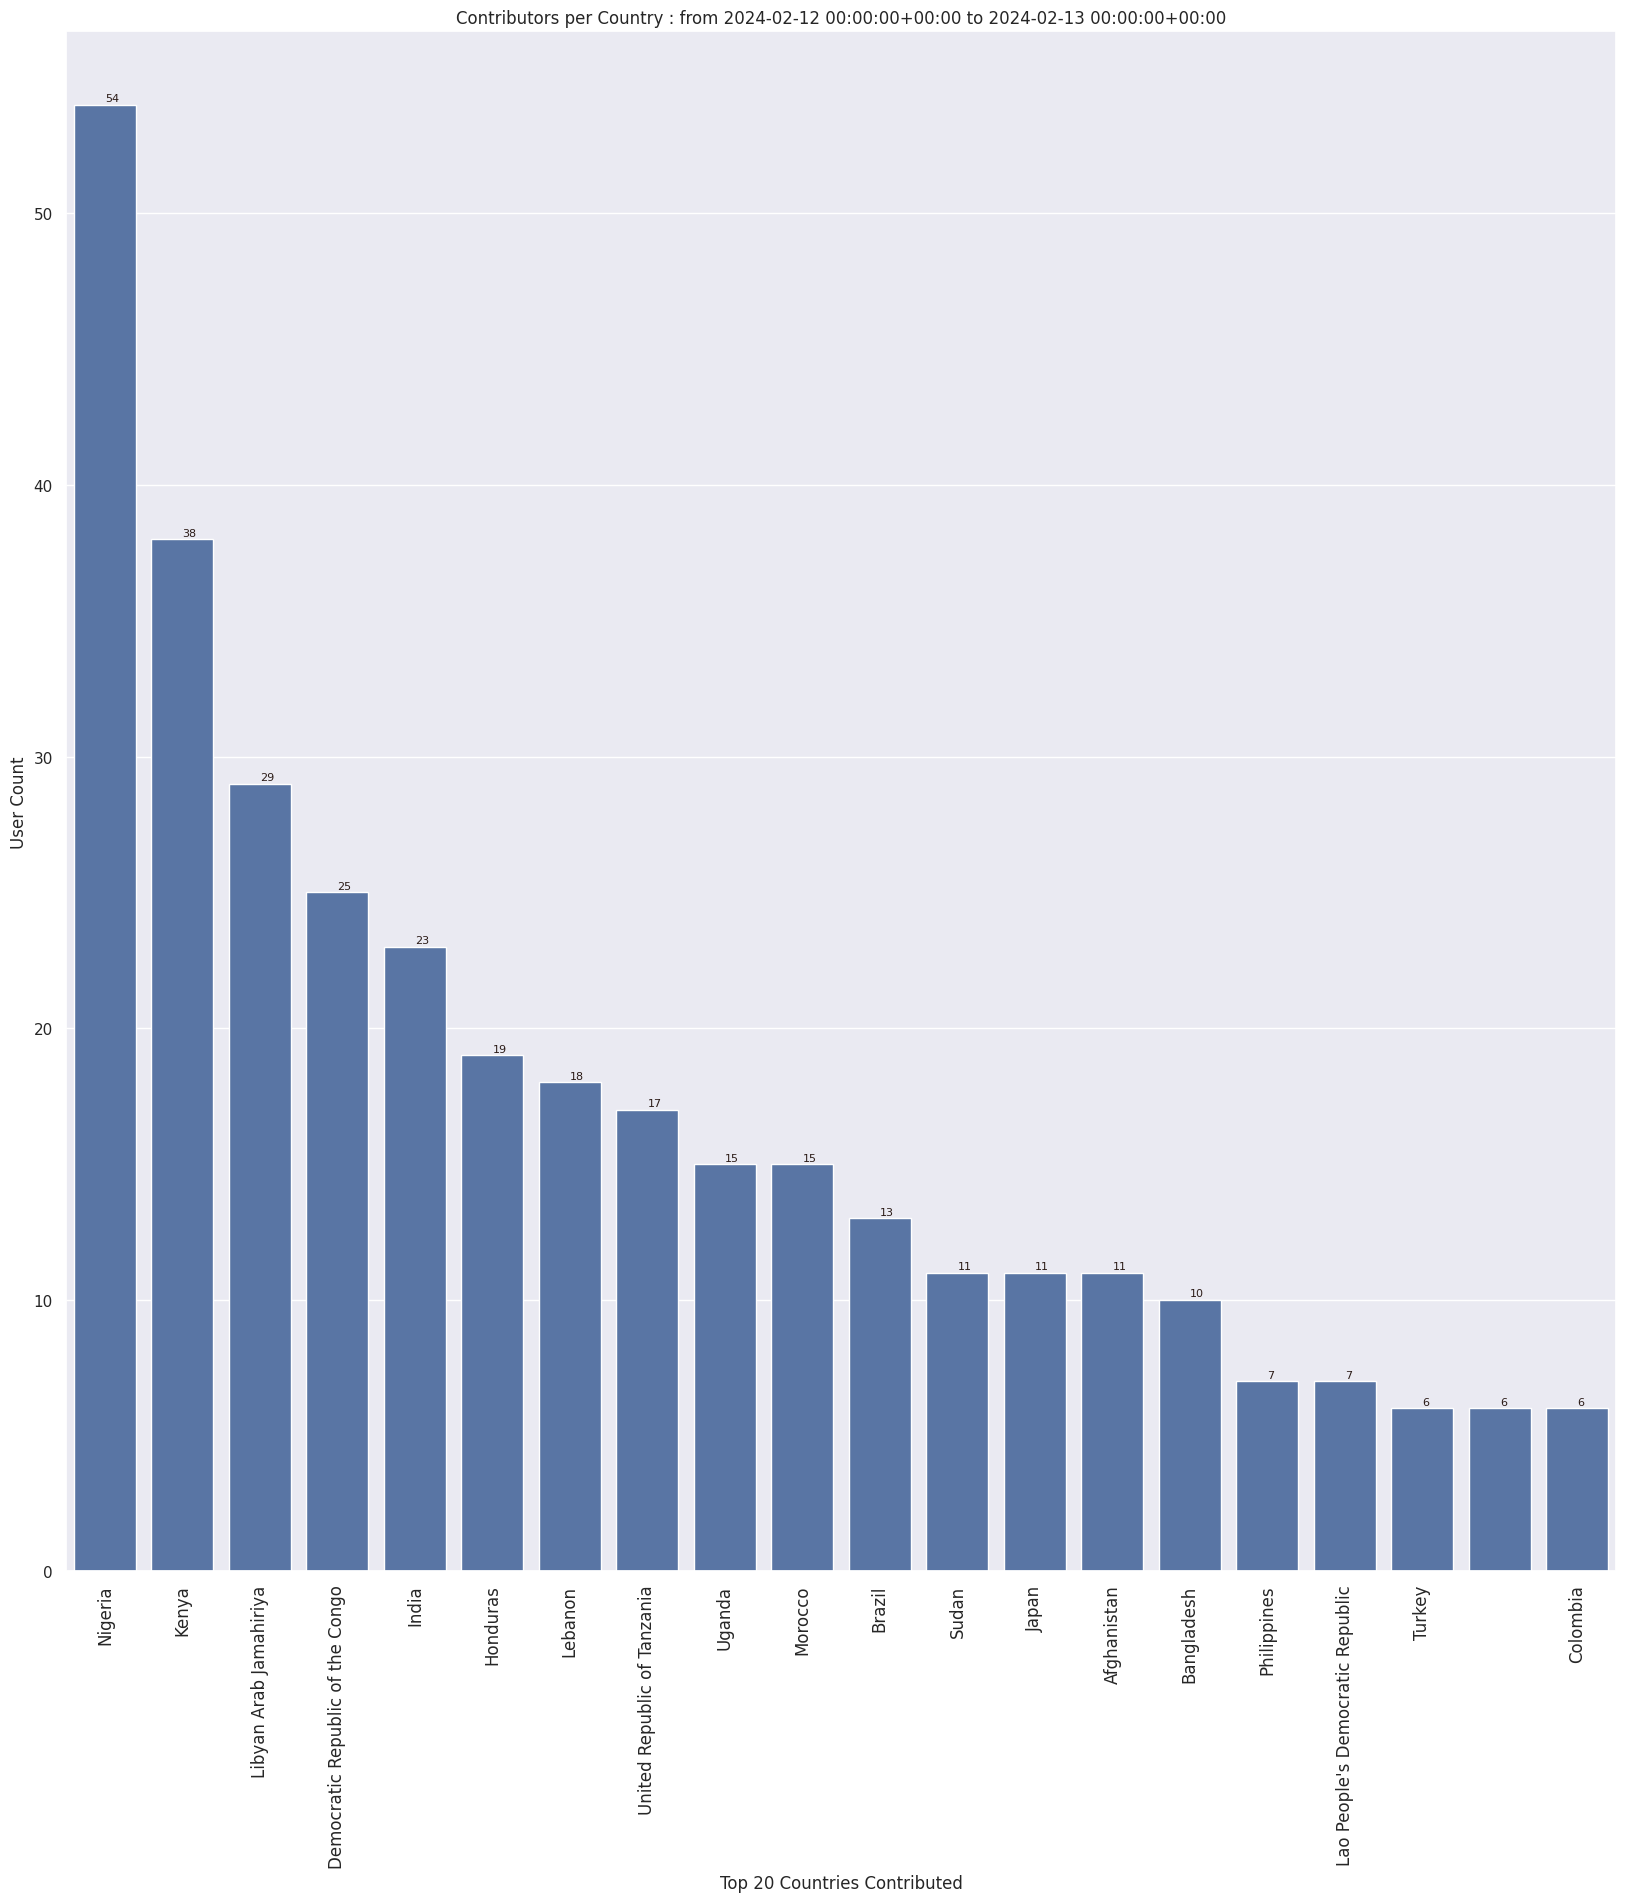 Contributors per Country : from 2024-02-12 00:00:00+00:00 to 2024-02-13 00:00:00+00:00
User Count
50
40
30
20
10
0
54
38
29
25
23
19
18
17
15
15
13
11
11
11
10
7
7
6
6
6
Nigeria
Kenya
Libyan Arab Jamahiriya
Democratic Republic of the Congo
India
Honduras
Lebanon
United Republic of Tanzania
Uganda
Morocco
Brazil
Sudan
Japan
Afghanistan
Bangladesh
Philippines
Lao People's Democratic Republic
Turkey
Colombia
Top 20 Countries Contributed